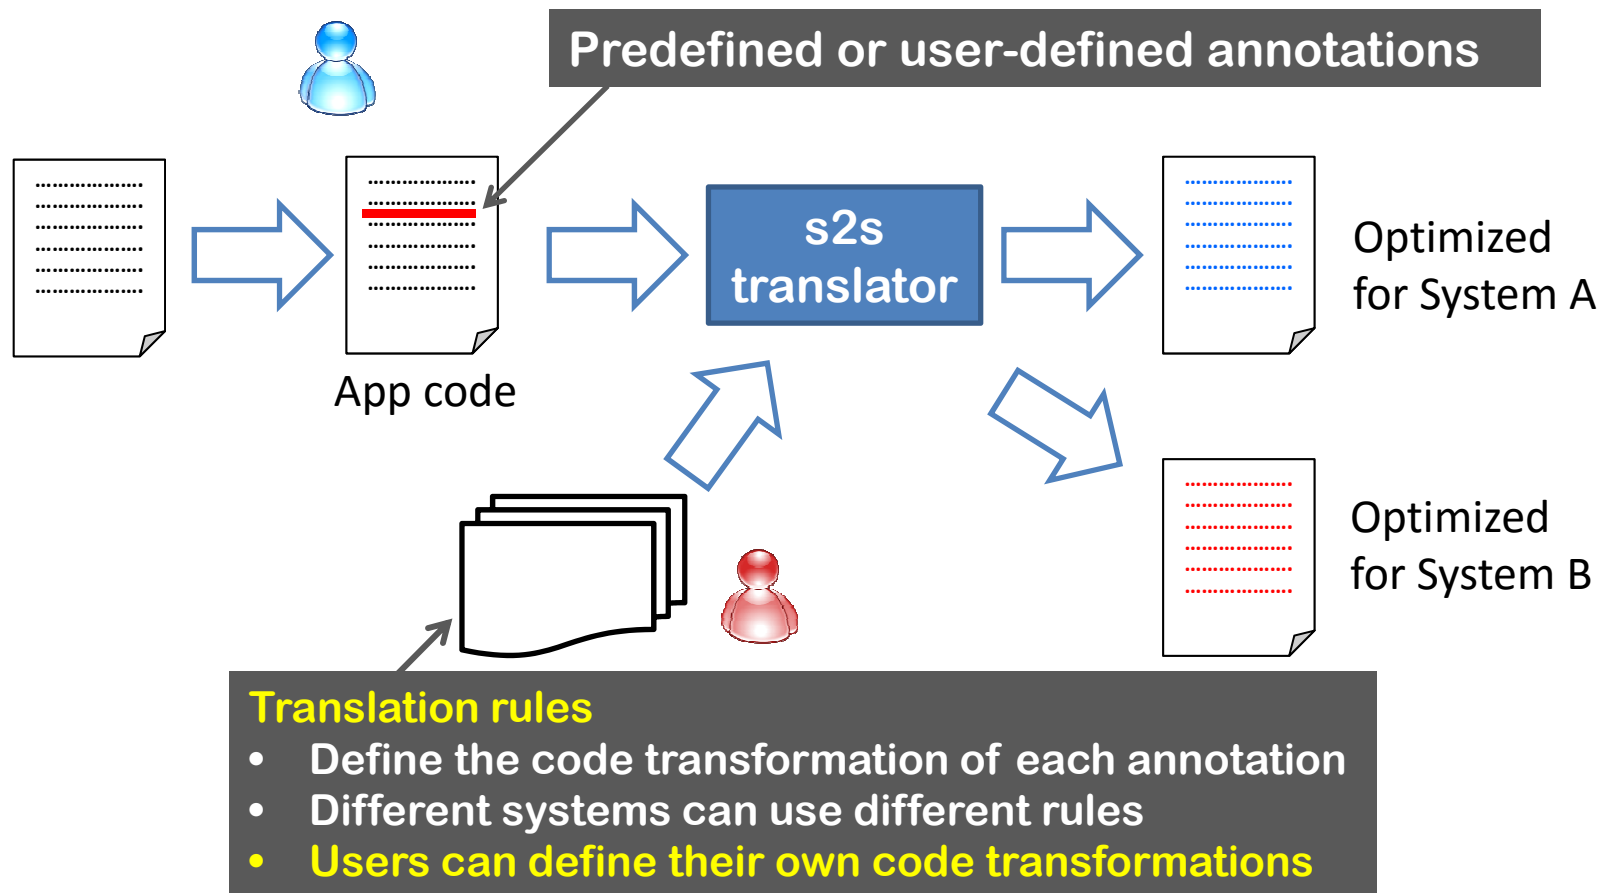 Predefined or user-defined annotations
s2s
translator
Optimized
for System A
App code
Optimized
for System B
Translation rules
• Define the code transformation of each annotation
• Different systems can use different rules
• Users can define their own code transformations